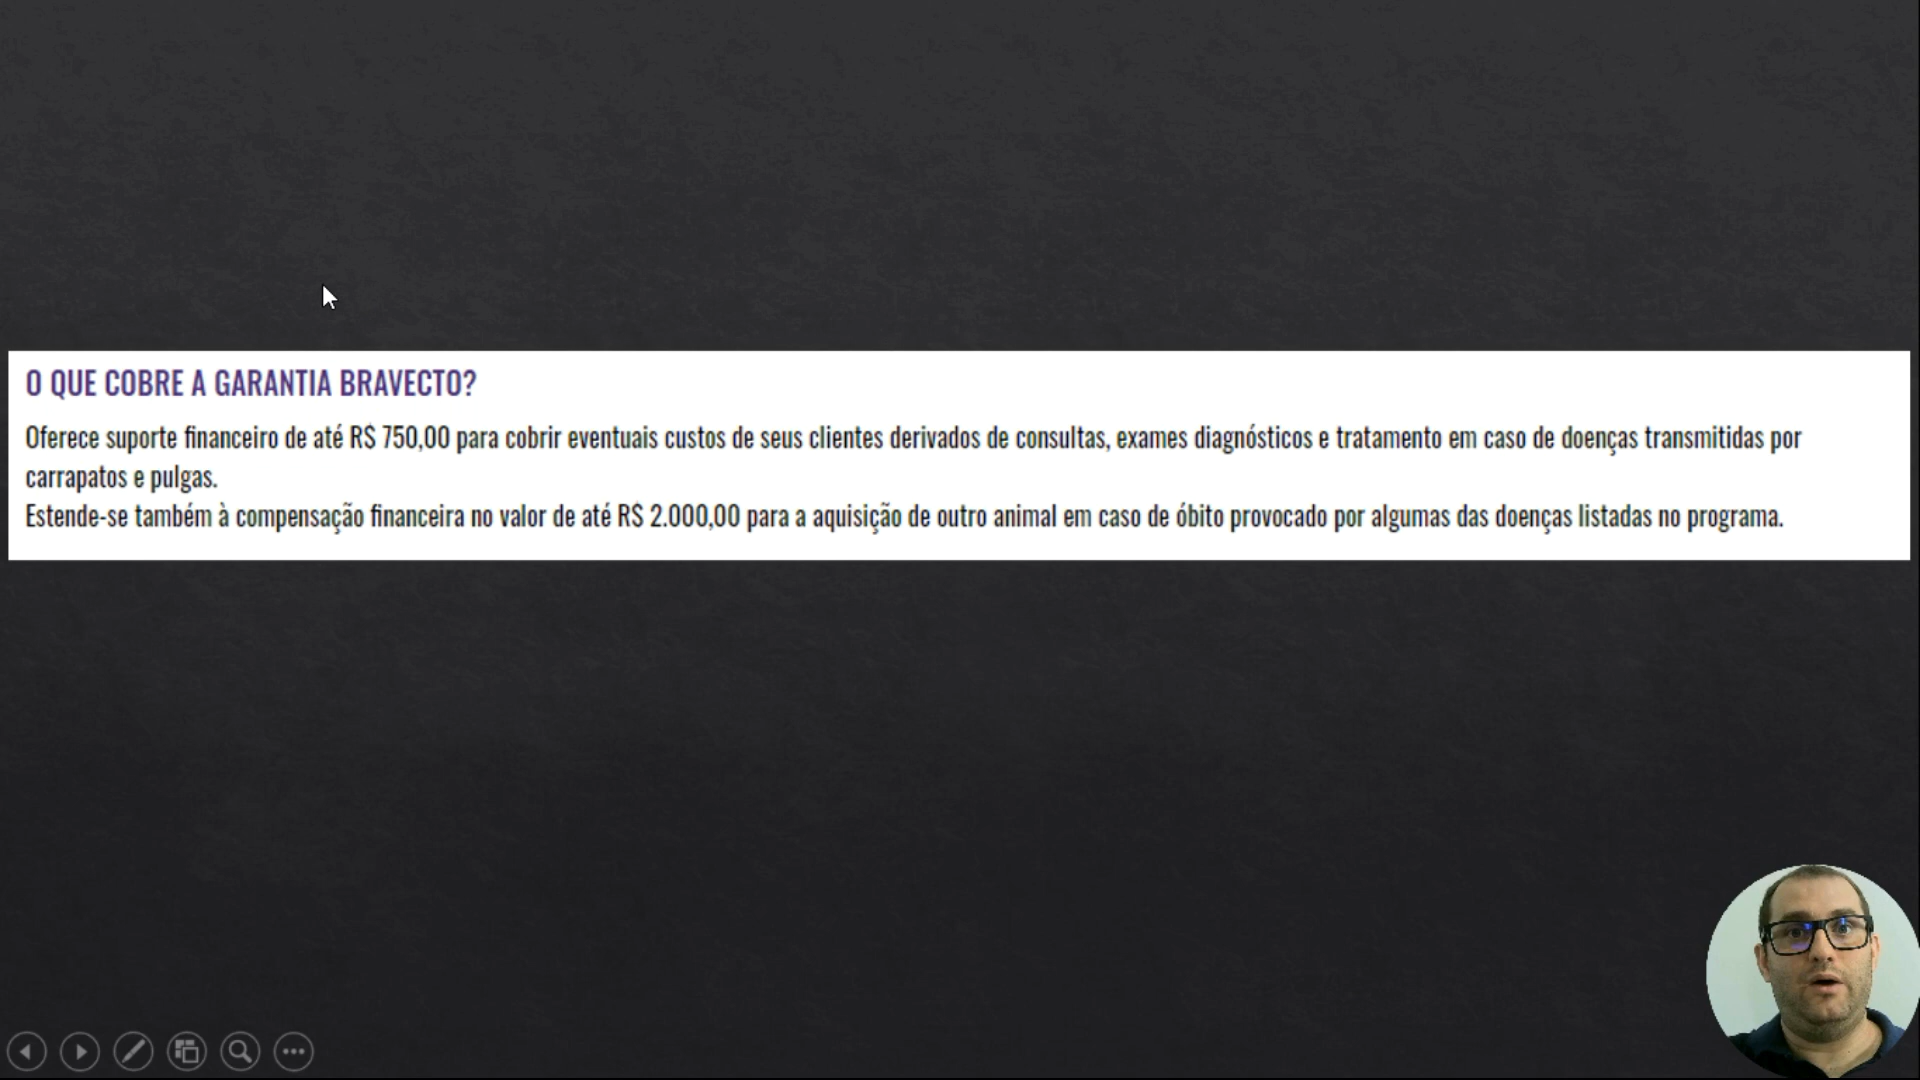 O QUE COBRE A GARANTIA BRAVECTO?
Oferece suporte financeiro de até R$ 750,00 para cobrir eventuais custos de seus clientes derivados de consultas, exames diagnósticos e tratamento em caso de doenças transmitidas por
carrapatos e pulgas.
Estende-se também à compensação financeira no valor de até R$ 2.000,00 para a aquisição de outro animal em caso de óbito provocado por algumas das doenças listadas no programa.